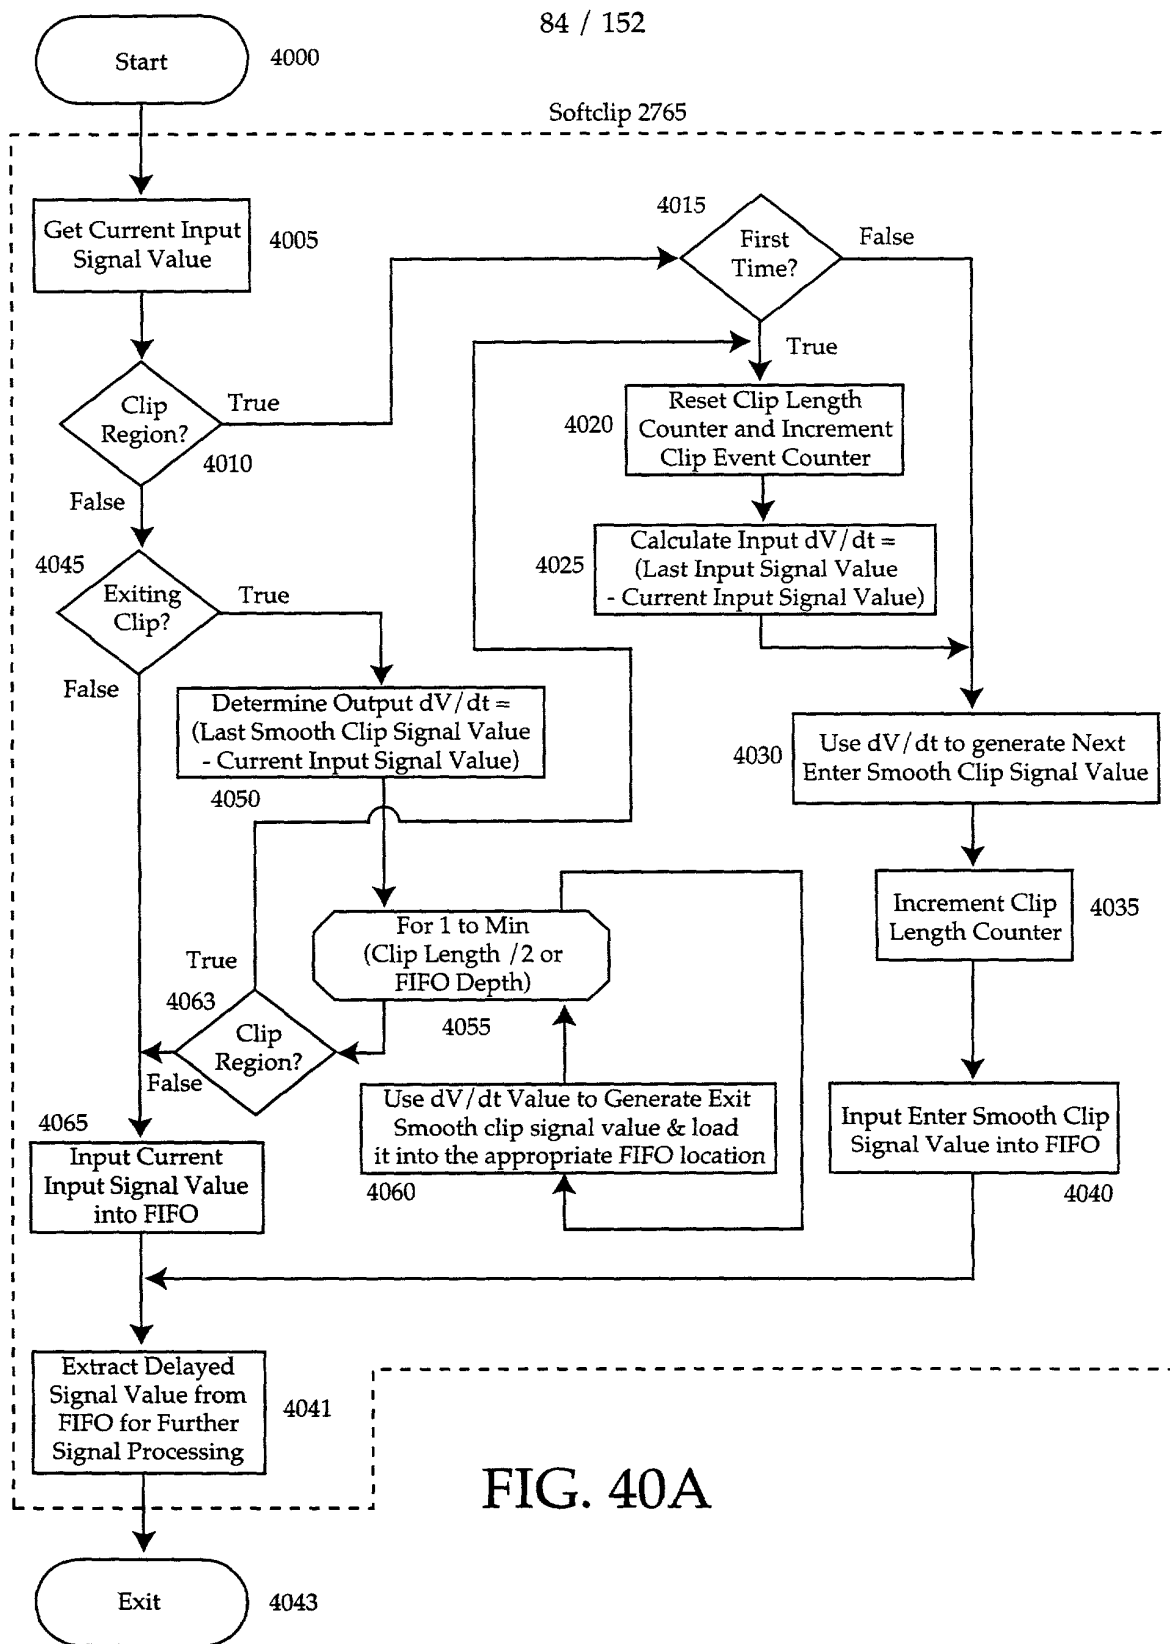 84 / 152
Start
4000
Softclip 2765
Get Current Input
Signal Value
4005
4015
First
Time?
False
True
Clip
Region?
True
4010
False
Reset Clip Length
Counter and Increment
Clip Event Counter
4020
Calculate Input dV/dt =
(Last Input Signal Value
- Current Input Signal Value)
4025
4045
Exiting
Clip?
True
False
Determine Output dV/dt =
(Last Smooth Clip Signal Value
- Current Input Signal Value)
4050
Use dV/dt to generate Next
Enter Smooth Clip Signal Value
4030
Increment Clip
Length Counter
4035
For 1 to Min
(Clip Length /2 or
FIFO Depth)
4055
True
4063
Clip
Region?
False
Use dV/dt Value to Generate Exit
Smooth clip signal value & load
it into the appropriate FIFO location
4060
Input Enter Smooth Clip
Signal Value into FIFO
4040
4065
Input Current
Input Signal Value
into FIFO
Extract Delayed
Signal Value from
FIFO for Further
Signal Processing
4041
FIG. 40A
Exit
4043